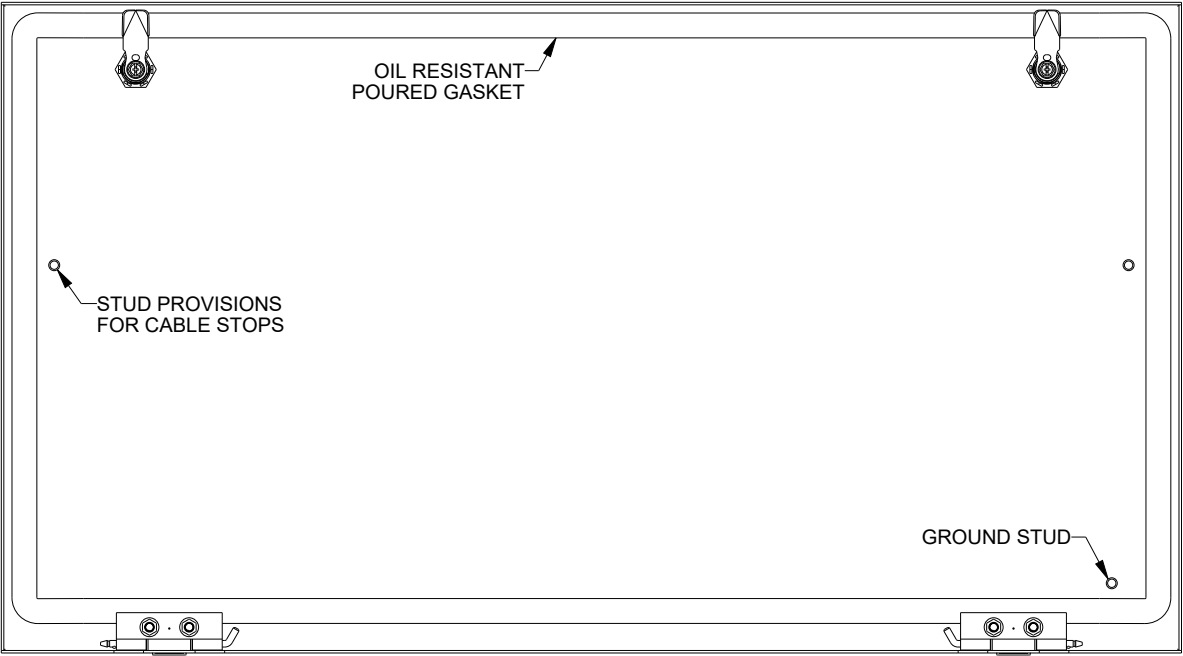 OIL RESISTANT
POURED GASKET
STUD PROVISIONS
FOR CABLE STOPS
GROUND STUD